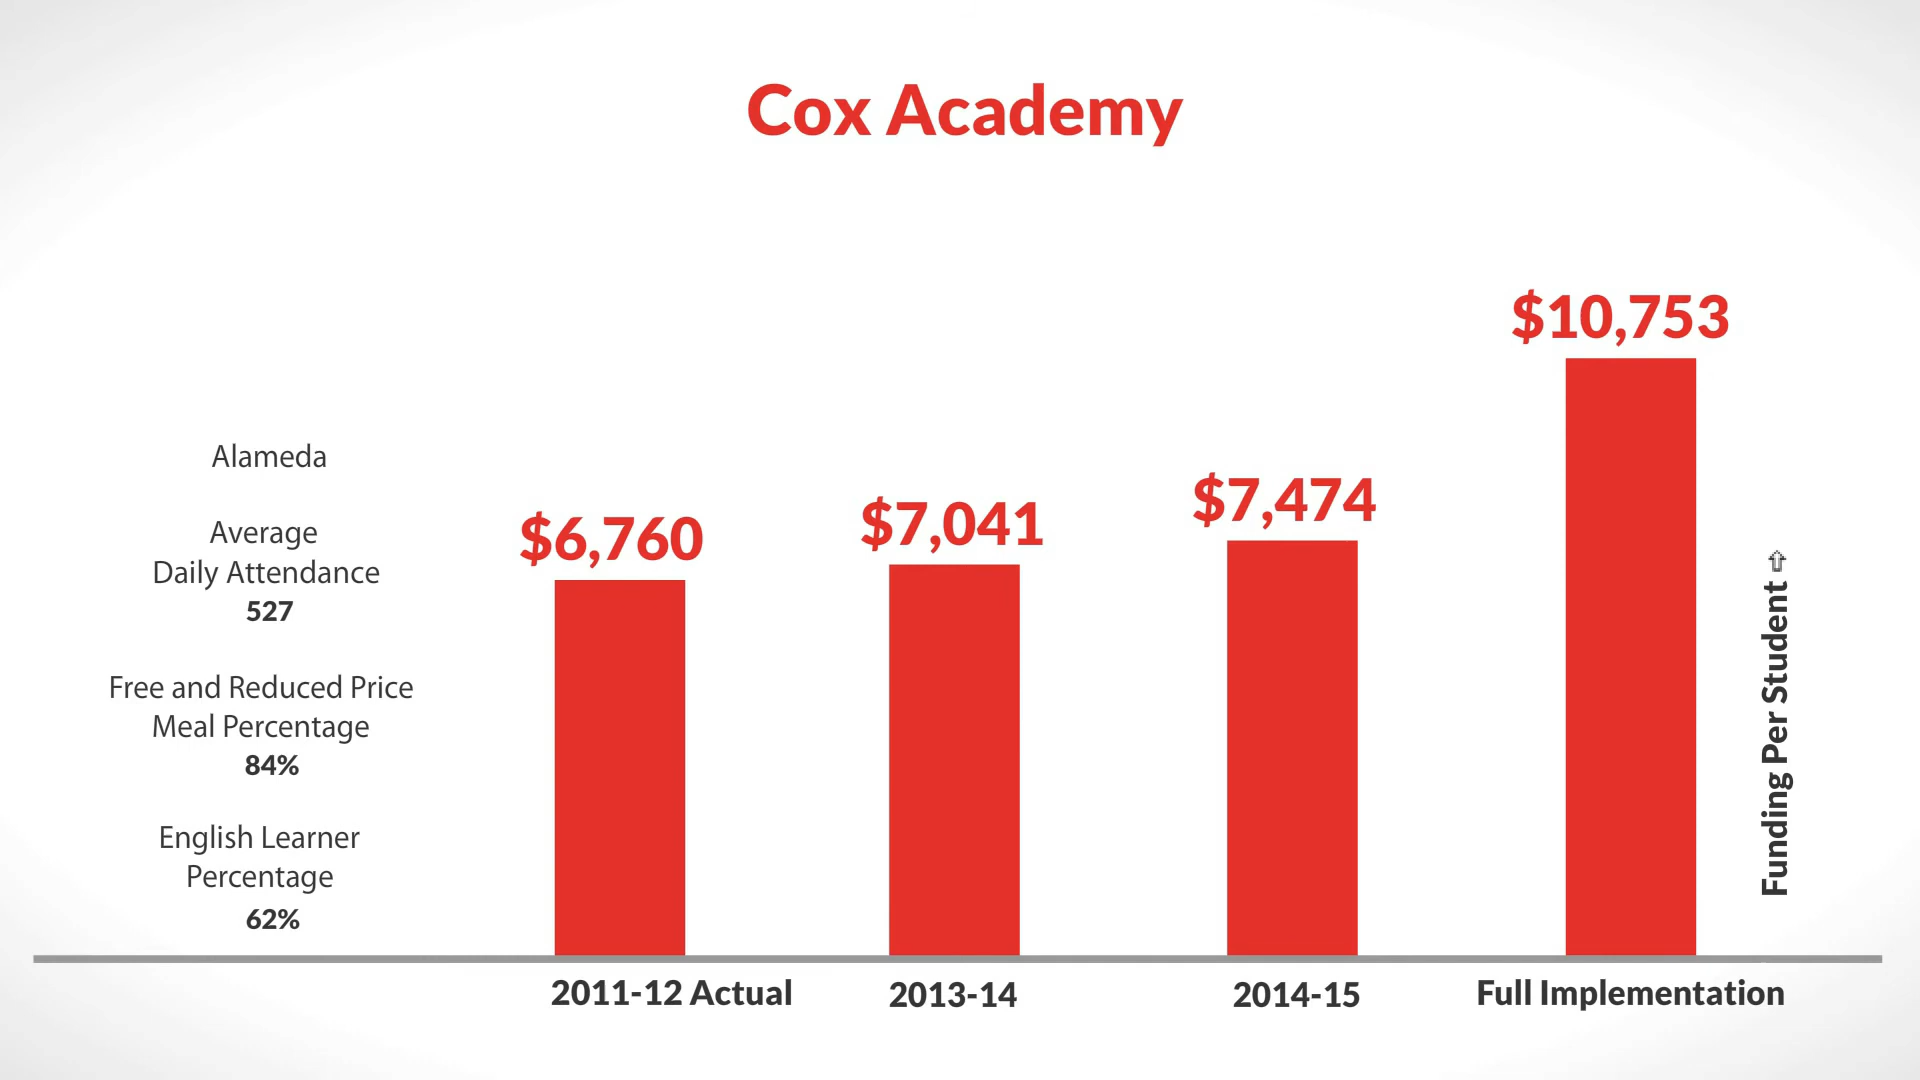 Cox Academy
Alameda
Average
Daily Attendance
527
Free and Reduced Price
Meal Percentage
84%
English Learner
Percentage
62%
$6,760
$7,041
$7,474
$10,753
2011-12 Actual
2013-14
2014-15
Full Implementation
Funding Per Student ⇧